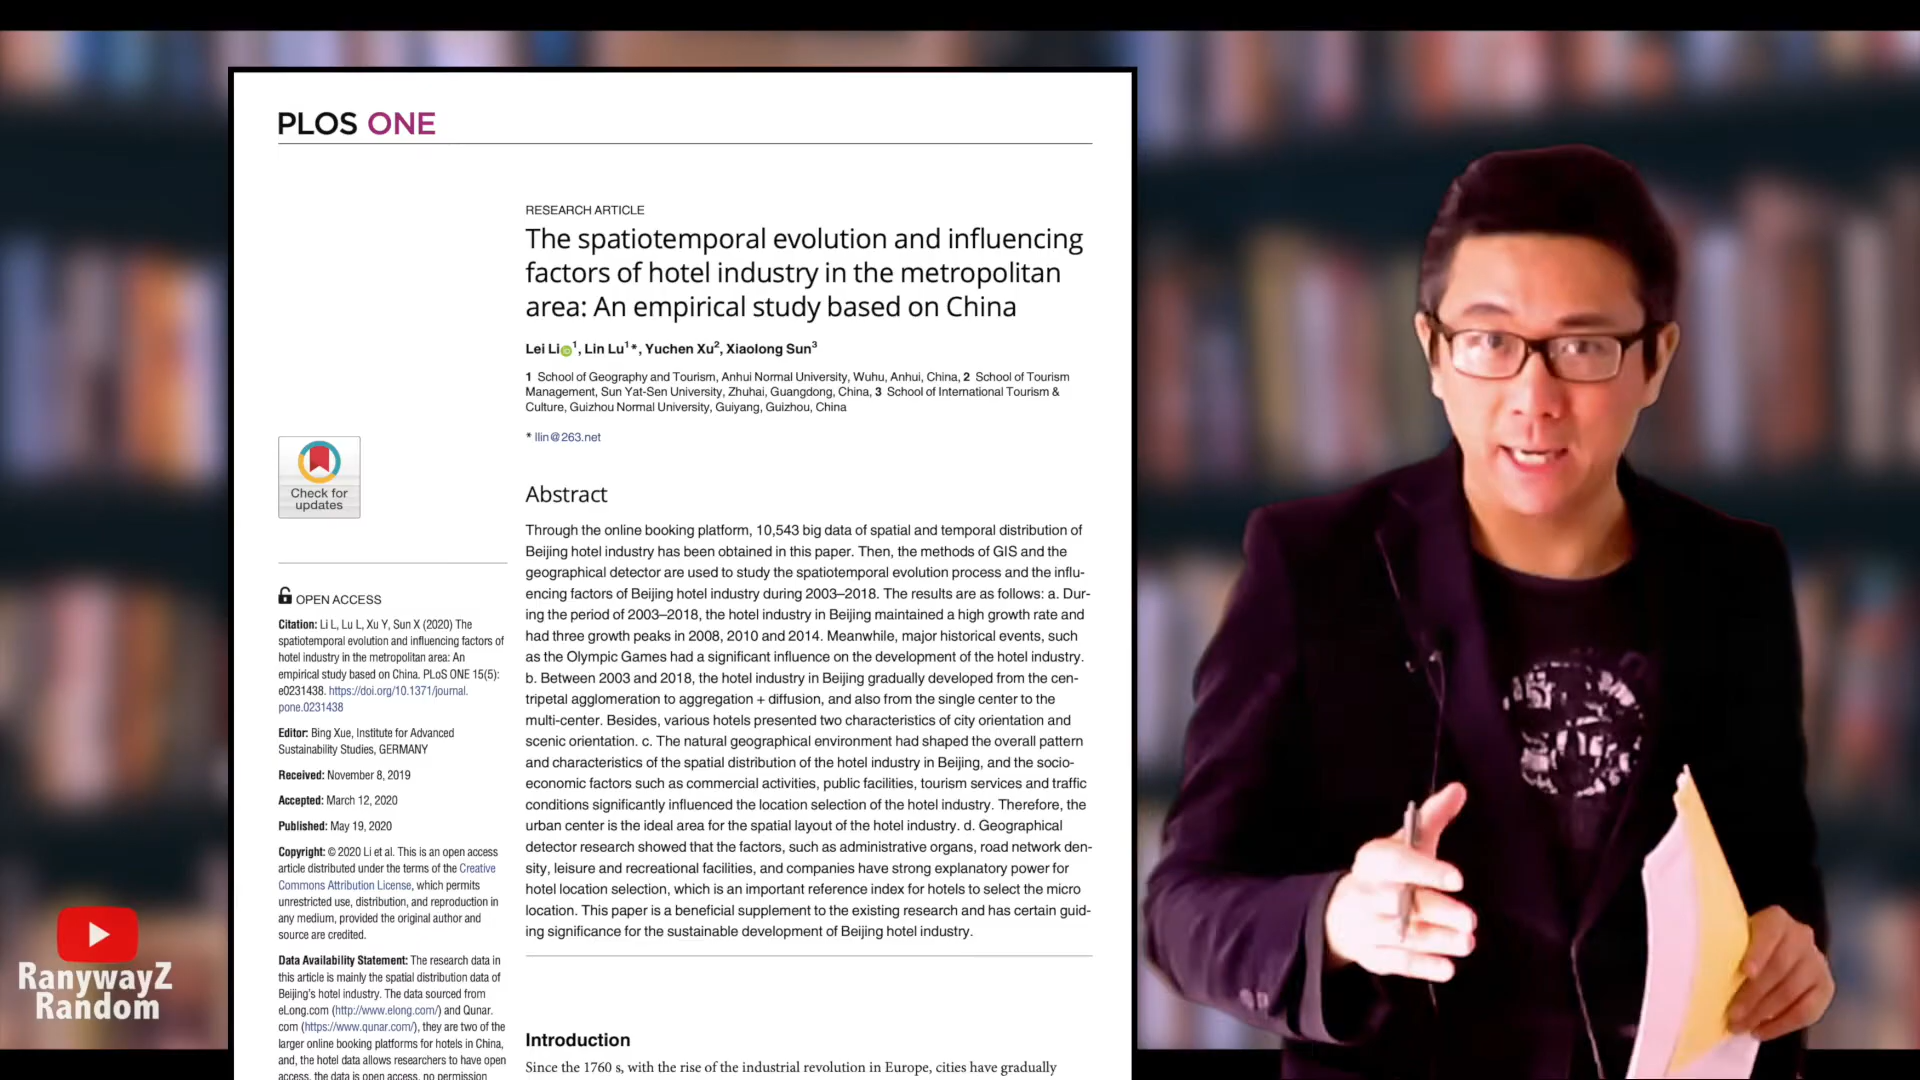 PLOS ONE
RESEARCH ARTICLE
The spatiotemporal evolution and influencing
factors of hotel industry in the metropolitan
area: An empirical study based on China
Lei Li1, Lin Lu1*, Yuchen Xu2, Xiaolong Sun3
1 School of Geography and Tourism, Anhui Normal University, Wuhu, Anhui, China, 2 School of Tourism
Management, Sun Yat-Sen University, Zhuhai, Guangdong, China, 3 School of International Tourism &
Culture, Guizhou Normal University, Guiyang, Guizhou, China
* llin@263.net
Abstract
Through the online booking platform, 10,543 big data of spatial and temporal distribution of
Beijing hotel industry has been obtained in this paper. Then, the methods of GIS and the
geographical detector are used to study the spatiotemporal evolution process and the influ-
encing factors of Beijing hotel industry during 2003–2018. The results are as follows: a. Dur-
ing the period of 2003–2018, the hotel industry in Beijing maintained a high growth rate and
had three growth peaks in 2008, 2010 and 2014. Meanwhile, major historical events, such
as the Olympic Games had a significant influence on the development of the hotel industry.
b. Between 2003 and 2018, the hotel industry in Beijing gradually developed from the cen-
tripetal agglomeration to aggregation + diffusion, and also from the single center to the
multi-center. Besides, various hotels presented two characteristics of city orientation and
scenic orientation. c. The natural geographical environment had shaped the overall pattern
and characteristics of the spatial distribution of the hotel industry in Beijing, and the socio-
economic factors such as commercial activities, public facilities, tourism services and traffic
conditions significantly influenced the location selection of the hotel industry. Therefore, the
urban center is the ideal area for the spatial layout of the hotel industry. d. Geographical
detector research showed that the factors, such as administrative organs, road network den-
sity, leisure and recreational facilities, and companies have strong explanatory power for
hotel location selection, which is an important reference index for hotels to select the micro
location. This paper is a beneficial supplement to the existing research and has certain guid-
ing significance for the sustainable development of Beijing hotel industry.
Introduction
Since the 1760 s, with the rise of the industrial revolution in Europe, cities have gradually
Check for
updates
OPEN ACCESS
Citation: Li L, Lu L, Xu Y, Sun X (2020) The
spatiotemporal evolution and influencing factors of
hotel industry in the metropolitan area: An
empirical study based on China. PLoS ONE 15(5):
e0231438. https://doi.org/10.1371/journal.
pone.0231438
Editor: Bing Xue, Institute for Advanced
Sustainability Studies, GERMANY
Received: November 8, 2019
Accepted: March 12, 2020
Published: May 19, 2020
Copyright: © 2020 Li et al. This is an open access
article distributed under the terms of the Creative
Commons Attribution License, which permits
unrestricted use, distribution, and reproduction in
any medium, provided the original author and
source are credited.
Data Availability Statement: The research data in
this article is mainly the spatial distribution data of
Beijing's hotel industry. The data sourced from
eLong.com (http://www.elong.com/) and Qunar.
com (https://www.qunar.com/), they are two of the
larger online booking platforms for hotels in China,
and, the hotel data allows researchers to have open
access, the data is open access, no permission
RanywayZ
Random